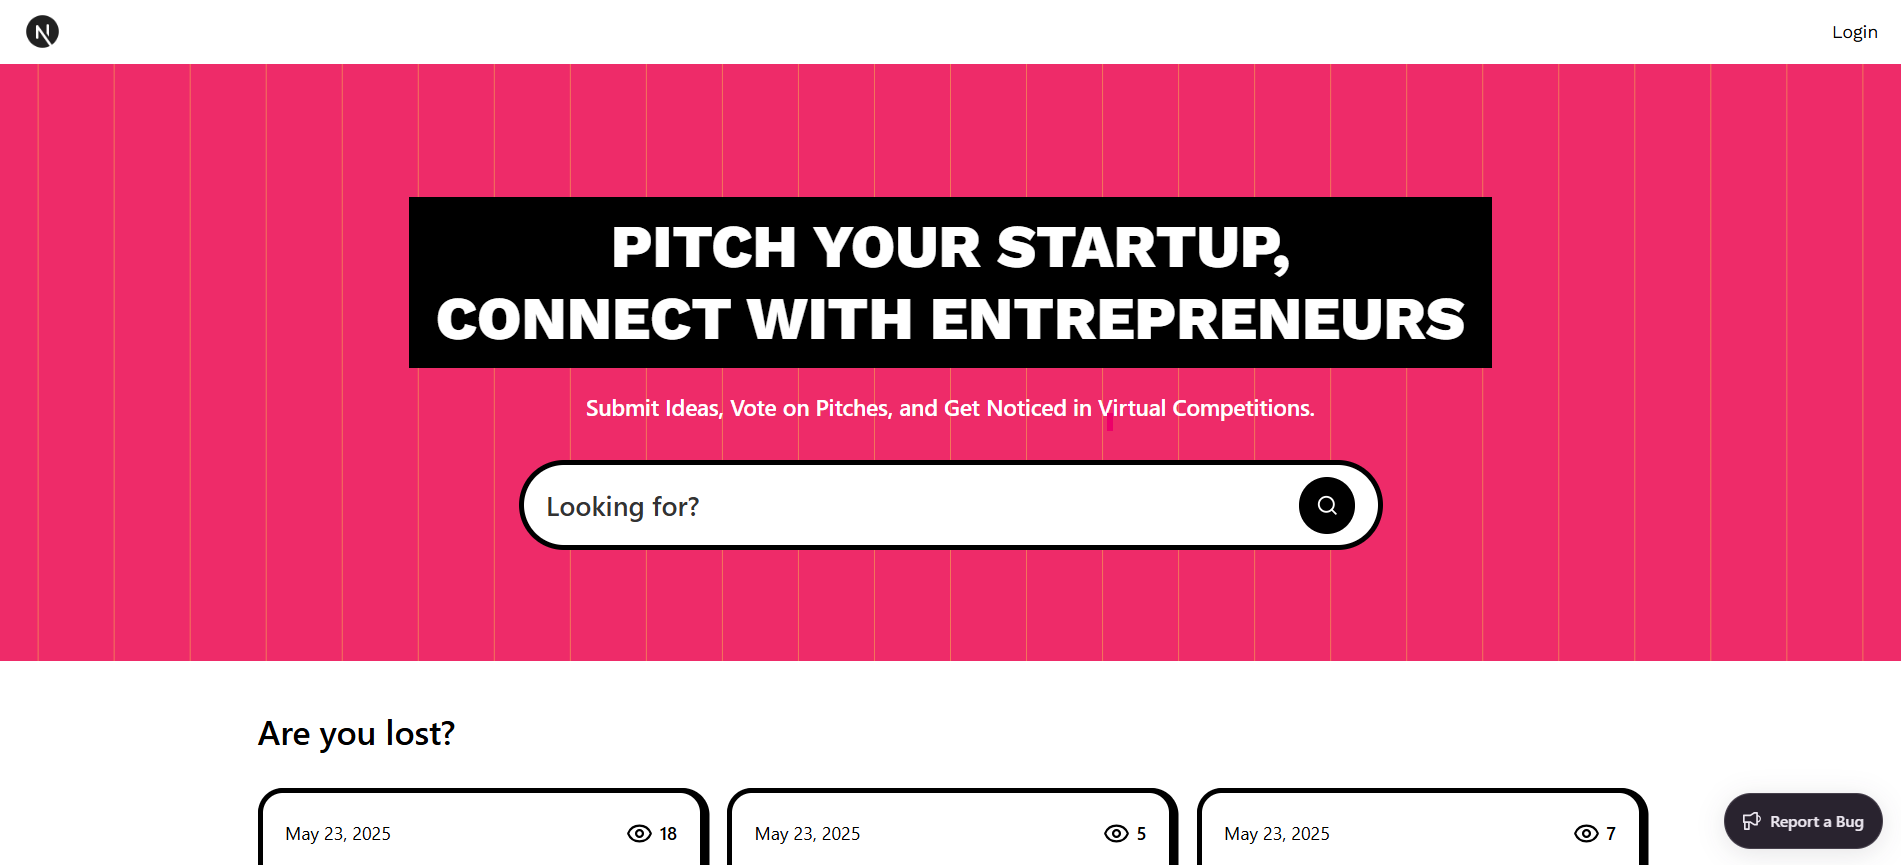 N
Login
PITCH YOUR STARTUP,
CONNECT WITH ENTREPRENEURS
Submit Ideas, Vote on Pitches, and Get Noticed in Virtual Competitions.
Looking for?
Are you lost?
May 23, 2025 18
May 23, 2025 5
May 23, 2025 7
Report a Bug